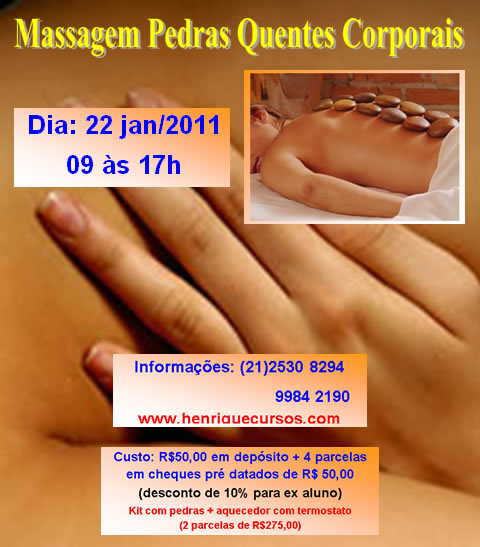 Massagem Pedras Quentes Corporais
Dia: 22 jan/2011
09 às 17h
Informações: (21)2530 8294
9984 2190
www.henriquecursos.com
Custo: R$50,00 em depósito + 4 parcelas
em cheques pré datados de R$ 50,00
(desconto de 10% para ex aluno)
Kit com pedras + aquecedor com termostato
(2 parcelas de R$275,00)